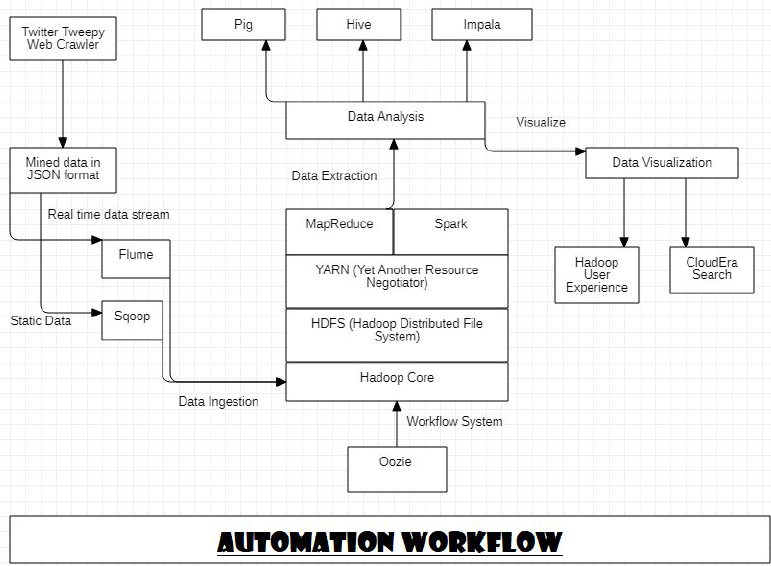 Twitter Tweepy
Web Crawler
Pig
Hive
Impala
Data Analysis
Visualize
Mined data in
JSON format
Data Visualization
Data Extraction
Real time data stream
MapReduce
Spark
Flume
YARN (Yet Another Resource
Negotiator)
Hadoop
User
Experience
CloudEra
Search
Static Data
Sqoop
HDFS (Hadoop Distributed File
System)
Hadoop Core
Data Ingestion
Workflow System
Oozie
AUTOMATION WORKFLOW